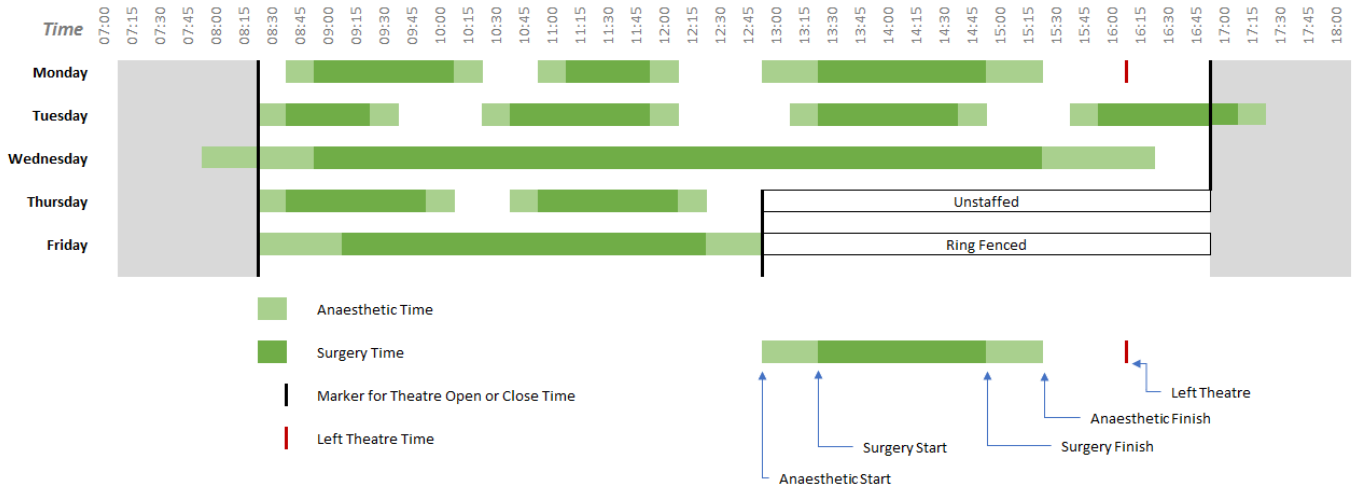 Time 07:00 07:15 07:30 07:45 08:00 08:15 08:30 08:45 09:00 09:15 09:30 09:45 10:00 10:15 10:30 10:45 11:00 11:15 11:30 11:45 12:00 12:15 12:30 12:45 13:00 13:15 13:30 13:45 14:00 14:15 14:30 14:45 15:00 15:15 15:30 15:45 16:00 16:15 16:30 16:45 17:00 17:15 17:30 17:45 18:00
Monday
Tuesday
Wednesday
Thursday
Unstaffed
Friday
Ring Fenced
Anaesthetic Time
Surgery Time
Marker for Theatre Open or Close Time
Left Theatre Time
Left Theatre
Anaesthetic Finish
Surgery Finish
Surgery Start
Anaesthetic Start